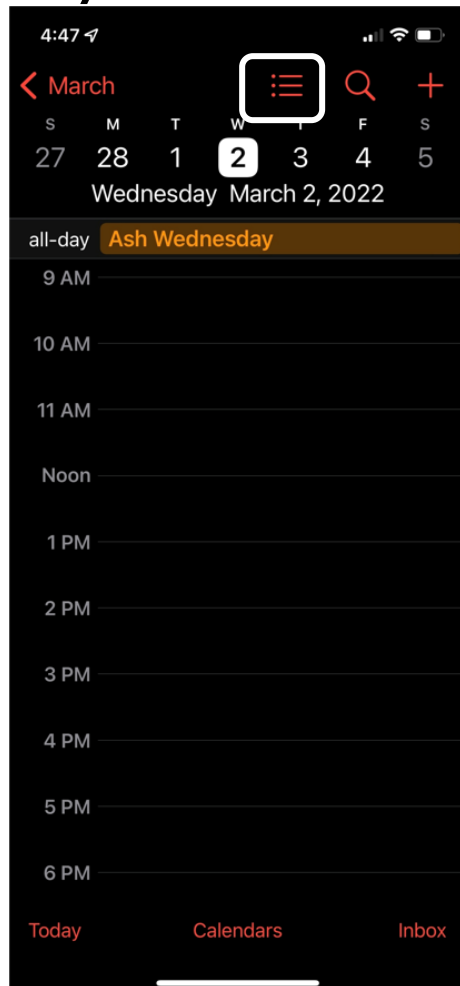 4:47
March
S M T W T F S
27 28 1 2 3 4 5
Wednesday March 2, 2022
all-day Ash Wednesday
9 AM
10 AM
11 AM
Noon
1 PM
2 PM
3 PM
4 PM
5 PM
6 PM
Today Calendars Inbox